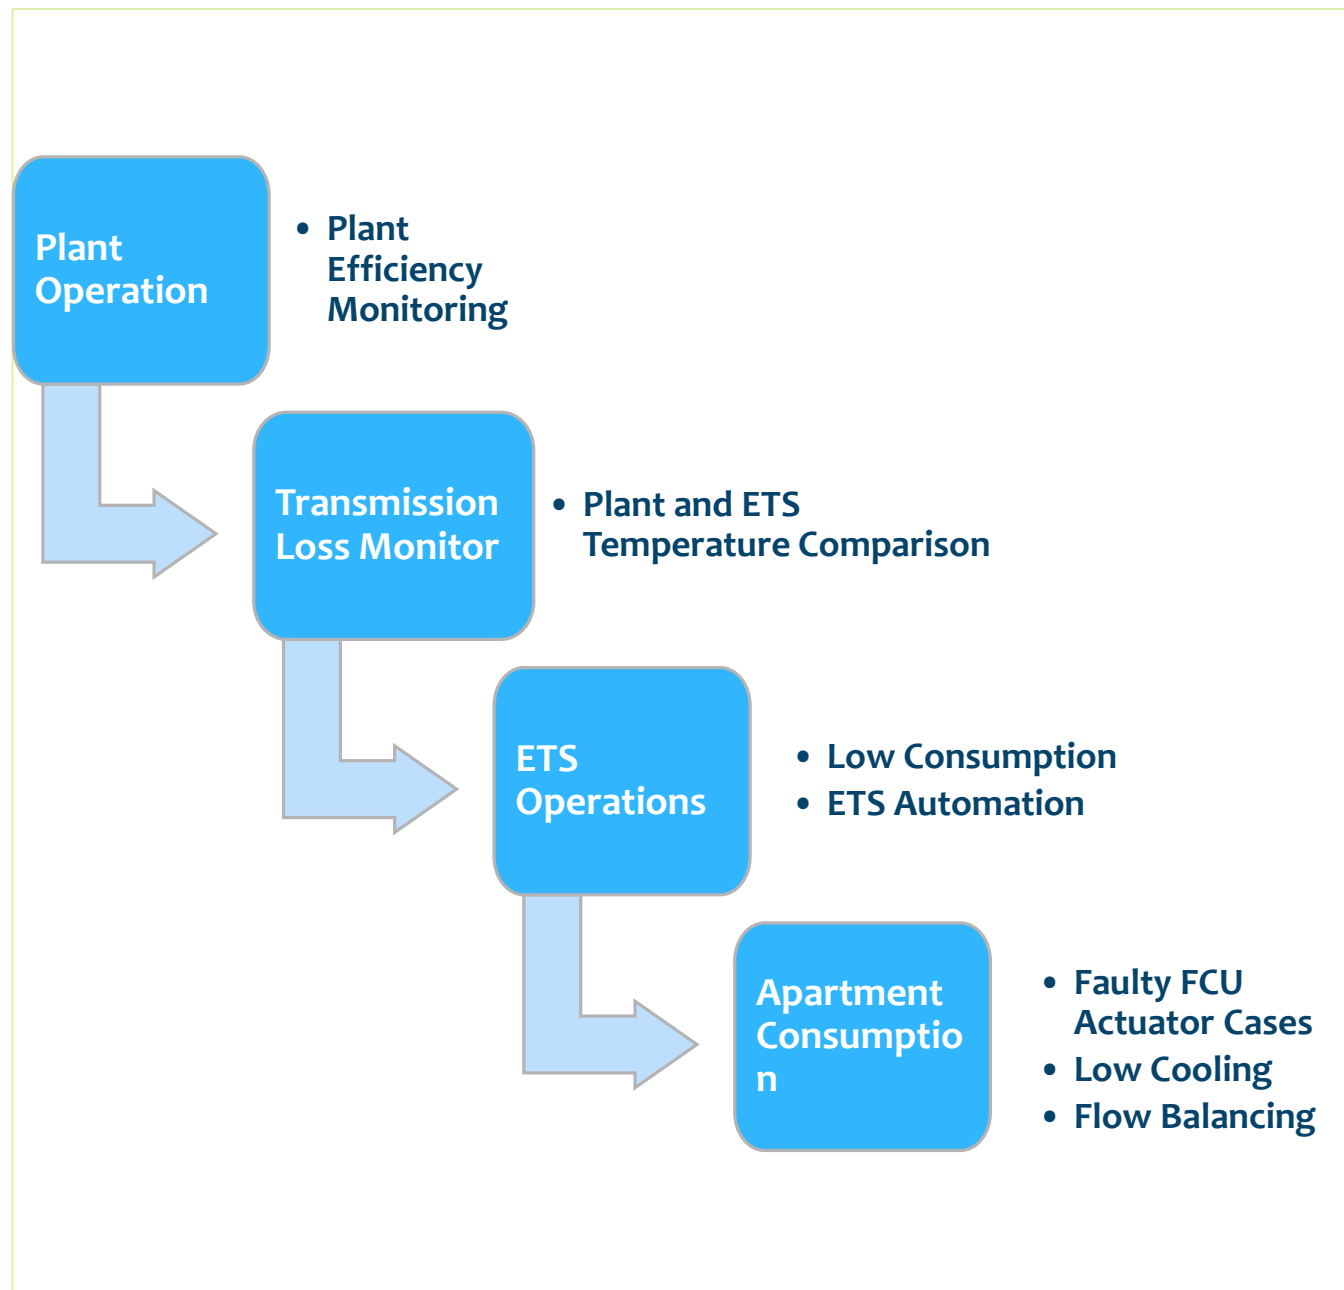 Plant
Operation
• Plant
Efficiency
Monitoring
Transmission
Loss Monitor
• Plant and ETS
Temperature Comparison
ETS
Operations
• Low Consumption
• ETS Automation
Apartment
Consumptio
n
• Faulty FCU
Actuator Cases
• Low Cooling
• Flow Balancing